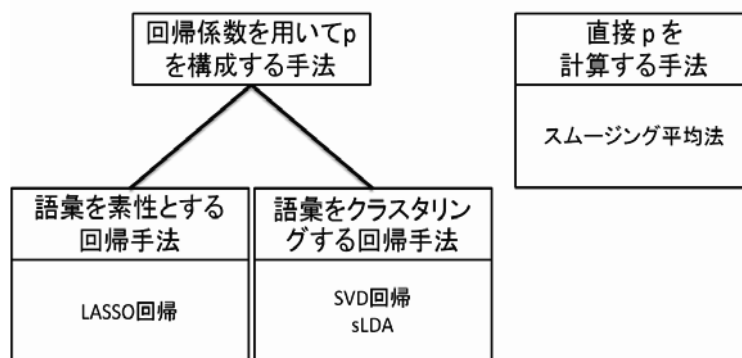 回帰係数を用いてp
を構成する手法
直接 p を
計算する手法
スムージング平均法
語彙を素性とする
回帰手法
LASSO回帰
語彙をクラスタリン
グする回帰手法
SVD回帰
sLDA